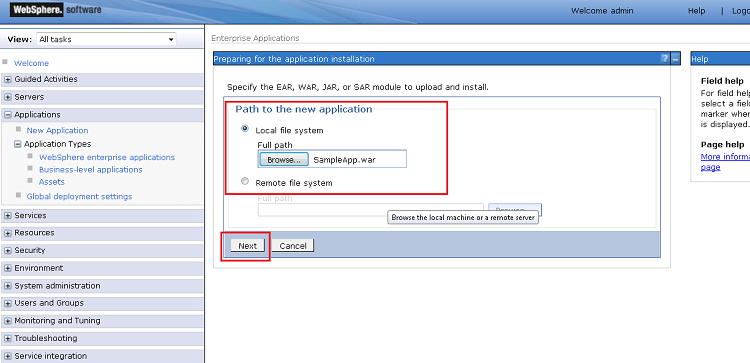 WebSphere. software
Welcome admin
Help | Logo
View: All tasks
Welcome
Guided Activities
Servers
Applications
New Application
Application Types
WebSphere enterprise applications
Business-level applications
Assets
Global deployment settings
Services
Resources
Security
Environment
System administration
Users and Groups
Monitoring and Tuning
Troubleshooting
Service integration
Enterprise Applications
Preparing for the application installation
? 
Specify the EAR, WAR, JAR, or SAR module to upload and install.
Path to the new application
Local file system
Full path
Browse... SampleApp.war
Remote file system
Full path
Browse...
Browse the local machine or a remote server
Next Cancel
Help
Field help
For field help
select a field
marker when
is displayed.
Page help
More informa
page